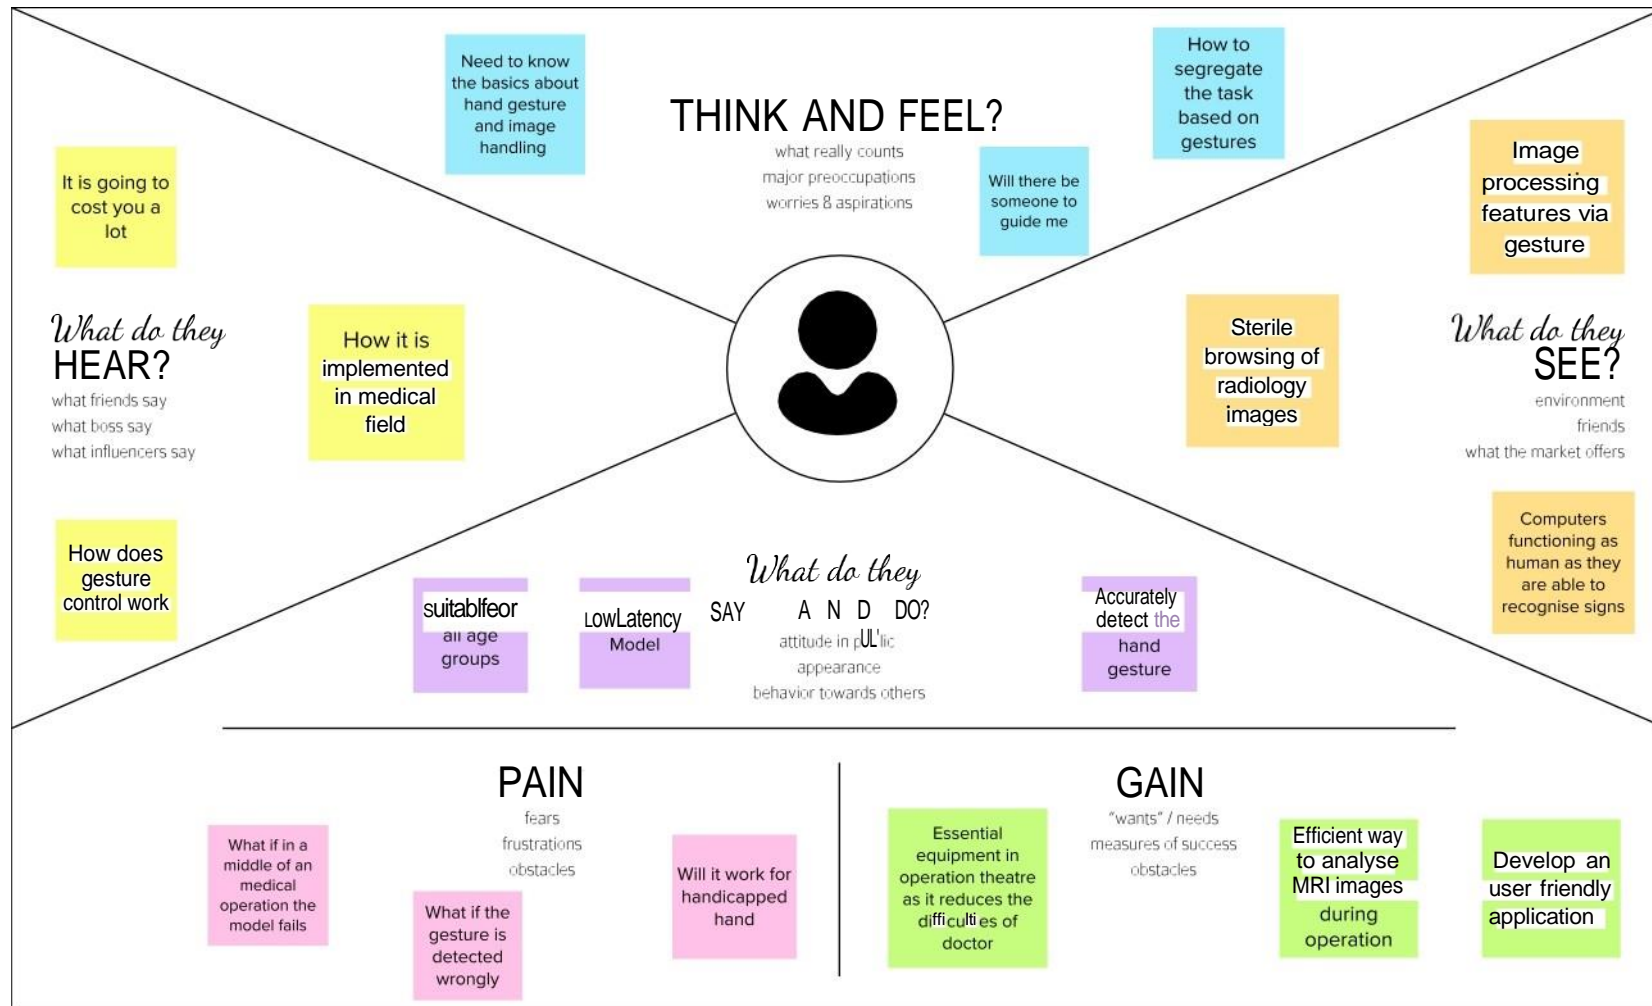 Need to know
the basics about
hand gesture
and image
handling
THINK AND FEEL?
what really counts
major preoccupations
worries & aspirations
Will there be
someone to
guide me
How to
segregate
the task
based on
gestures
It is going to
cost you a
lot
What do they
HEAR?
what friends say
what boss say
what influencers say
How it is
implemented
in medical
field
How does
gesture
control work
Image
processing
features via
gesture
Sterile
browsing of
radiology
images
What do they
SEE?
environment
friends
what the market offers
Computers
functioning as
human as they
are able to
recognise signs
suitablfeor
all age
groups
LowLatency
Model
What do they
SAY A N D DO?
attitude in pUL'lic
appearance
behavior towards others
Accurately
detect the
hand
gesture
PAIN
fears
frustrations
obstacles
What if in a
middle of an
medical
operation the
model fails
What if the
gesture is
detected
wrongly
Will it work for
handicapped
hand
GAIN
"wants" / needs
measures of success
obstacles
Essential
equipment in
operation theatre
as it reduces the
difficulties of
doctor
Efficient way
to analyse
MRI images
during
operation
Develop an
user friendly
application